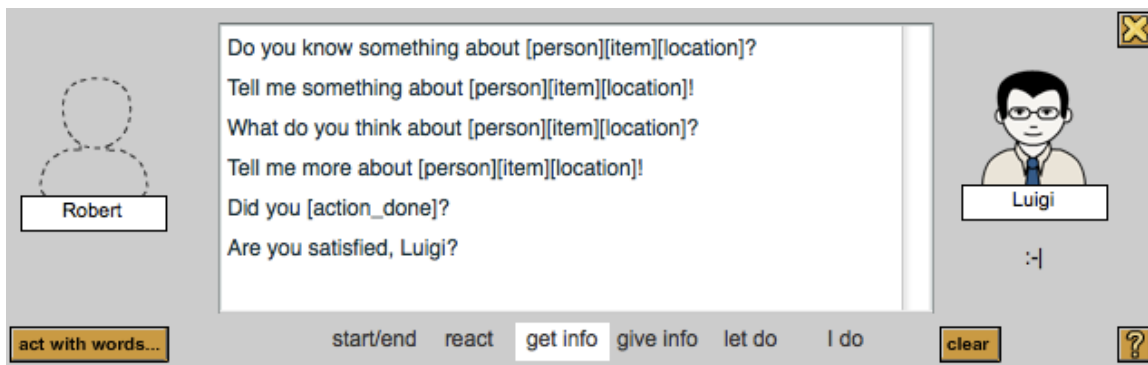 Do you know something about [person][item][location]?
Tell me something about [person][item][location]!
What do you think about [person][item][location]?
Tell me more about [person][item][location]!
Did you [action_done]?
Are you satisfied, Luigi?
Robert
Luigi
:-|
act with words...
start/end react get info give info let do I do
clear
?